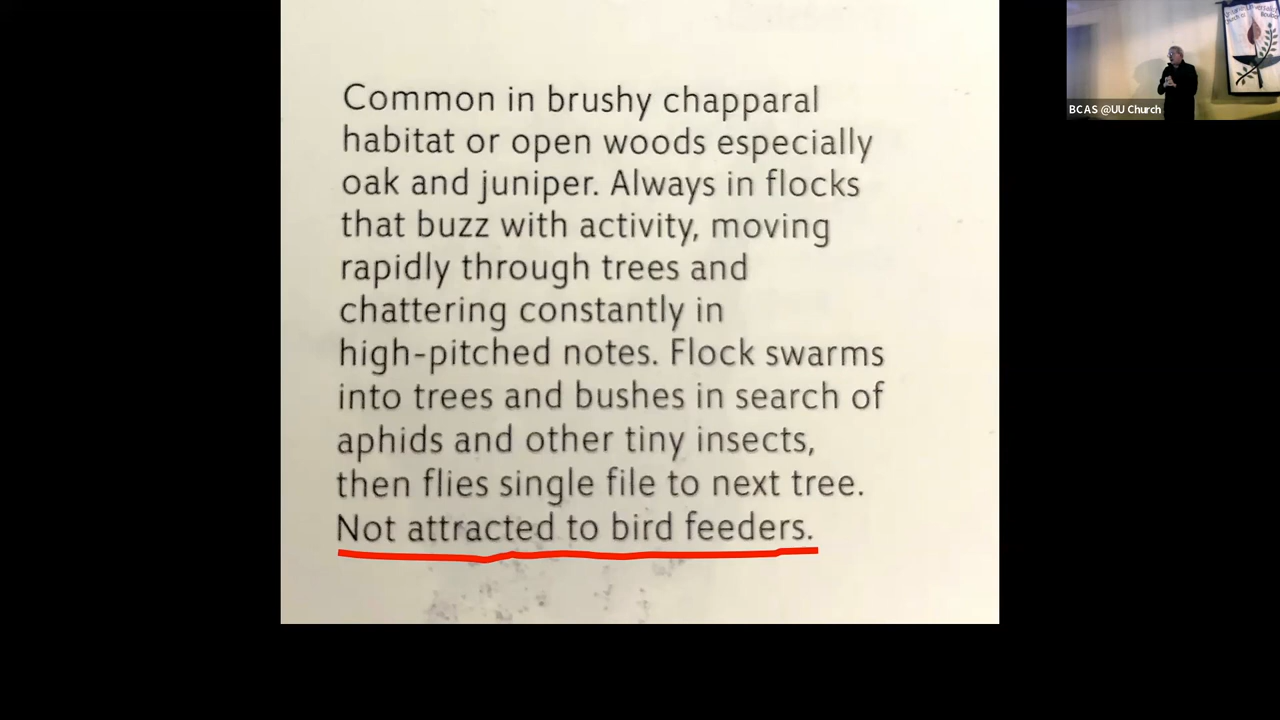 Common in brushy chapparal
habitat or open woods especially
oak and juniper. Always in flocks
that buzz with activity, moving
rapidly through trees and
chattering constantly in
high-pitched notes. Flock swarms
into trees and bushes in search of
aphids and other tiny insects,
then flies single file to next tree.
Not attracted to bird feeders.
BCAS @UU Church